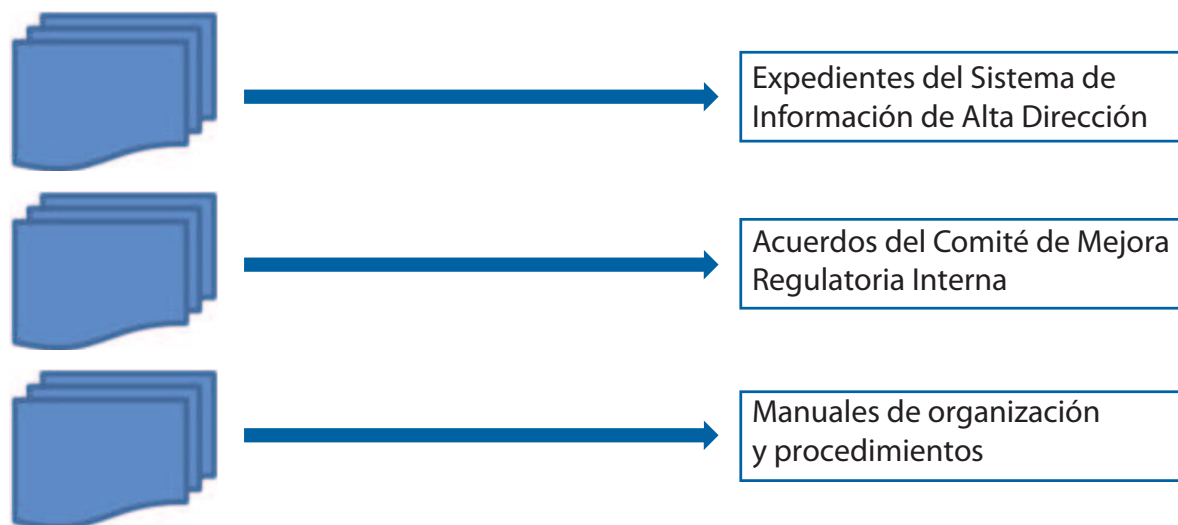 Expedientes del Sistema de
Información de Alta Dirección
Acuerdos del Comité de Mejora
Regulatoria Interna
Manuales de organización
y procedimientos